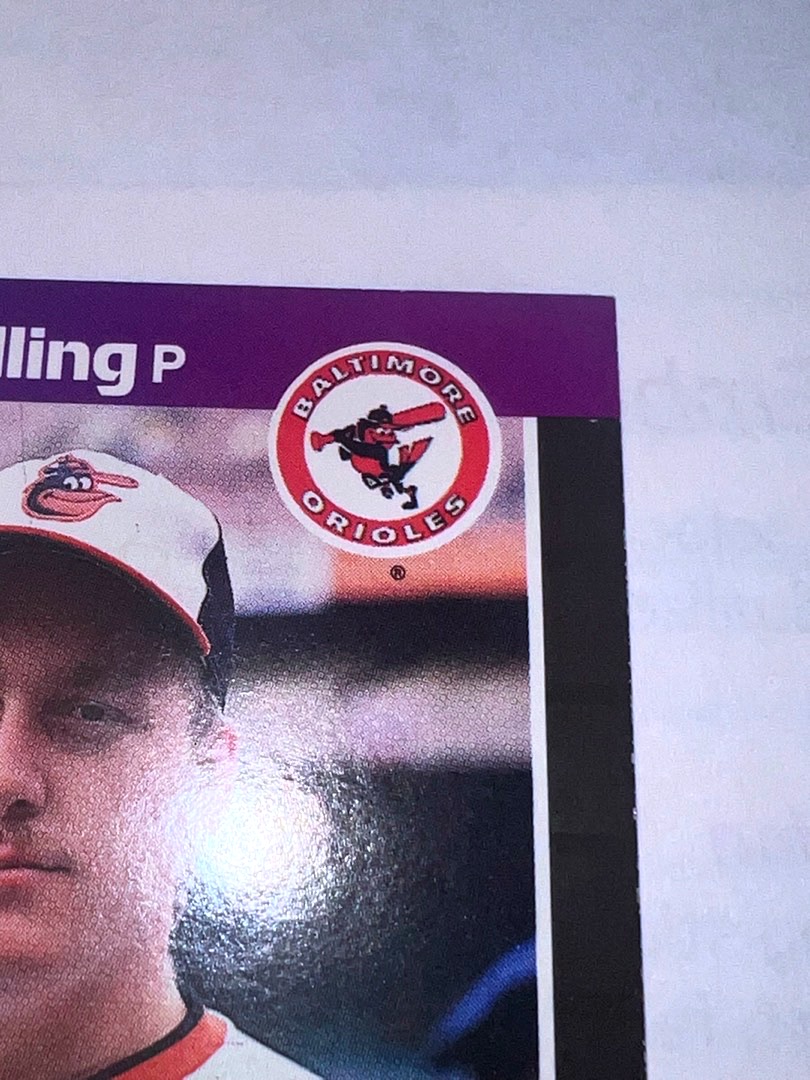 lling P
BALTIMORE
ORIOLES
®